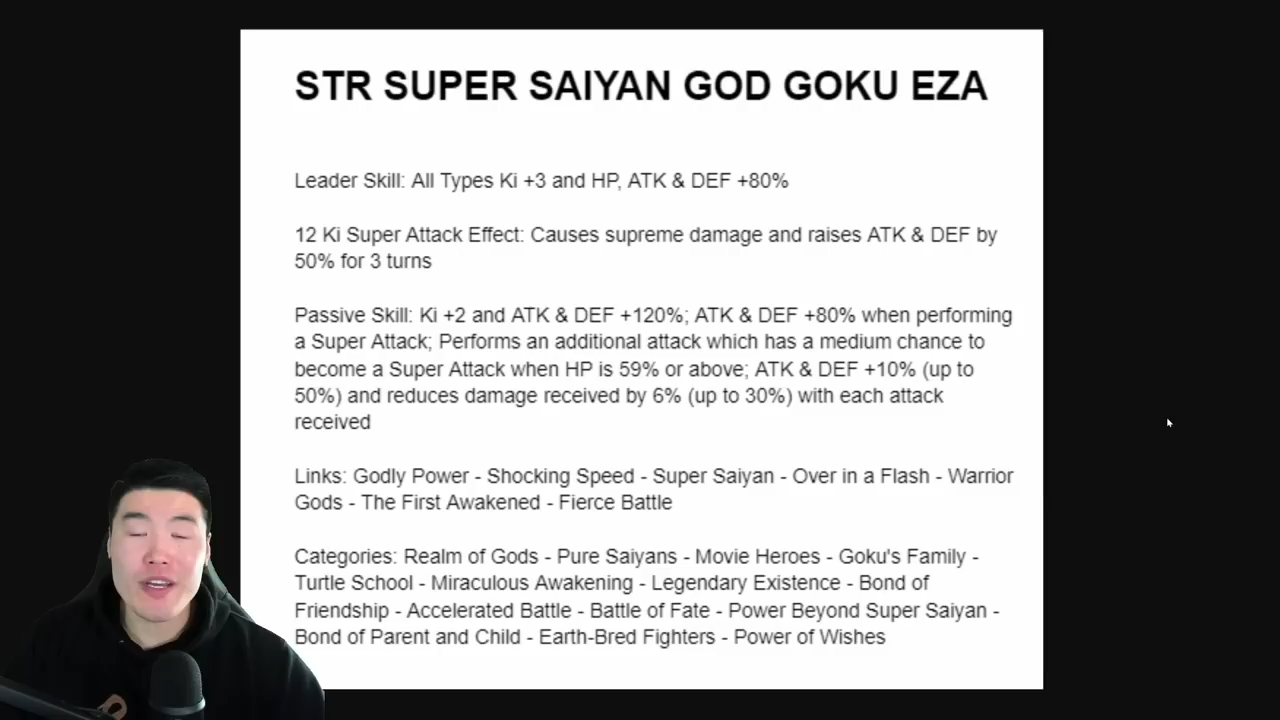 STR SUPER SAIYAN GOD GOKU EZA
Leader Skill: All Types Ki +3 and HP, ATK & DEF +80%
12 Ki Super Attack Effect: Causes supreme damage and raises ATK & DEF by
50% for 3 turns
Passive Skill: Ki +2 and ATK & DEF +120%; ATK & DEF +80% when performing
a Super Attack; Performs an additional attack which has a medium chance to
become a Super Attack when HP is 59% or above; ATK & DEF +10% (up to
50%) and reduces damage received by 6% (up to 30%) with each attack
received
Links: Godly Power - Shocking Speed - Super Saiyan - Over in a Flash - Warrior
Gods - The First Awakened - Fierce Battle
Categories: Realm of Gods - Pure Saiyans - Movie Heroes - Goku's Family -
Turtle School - Miraculous Awakening - Legendary Existence - Bond of
Friendship - Accelerated Battle - Battle of Fate - Power Beyond Super Saiyan -
Bond of Parent and Child - Earth-Bred Fighters - Power of Wishes